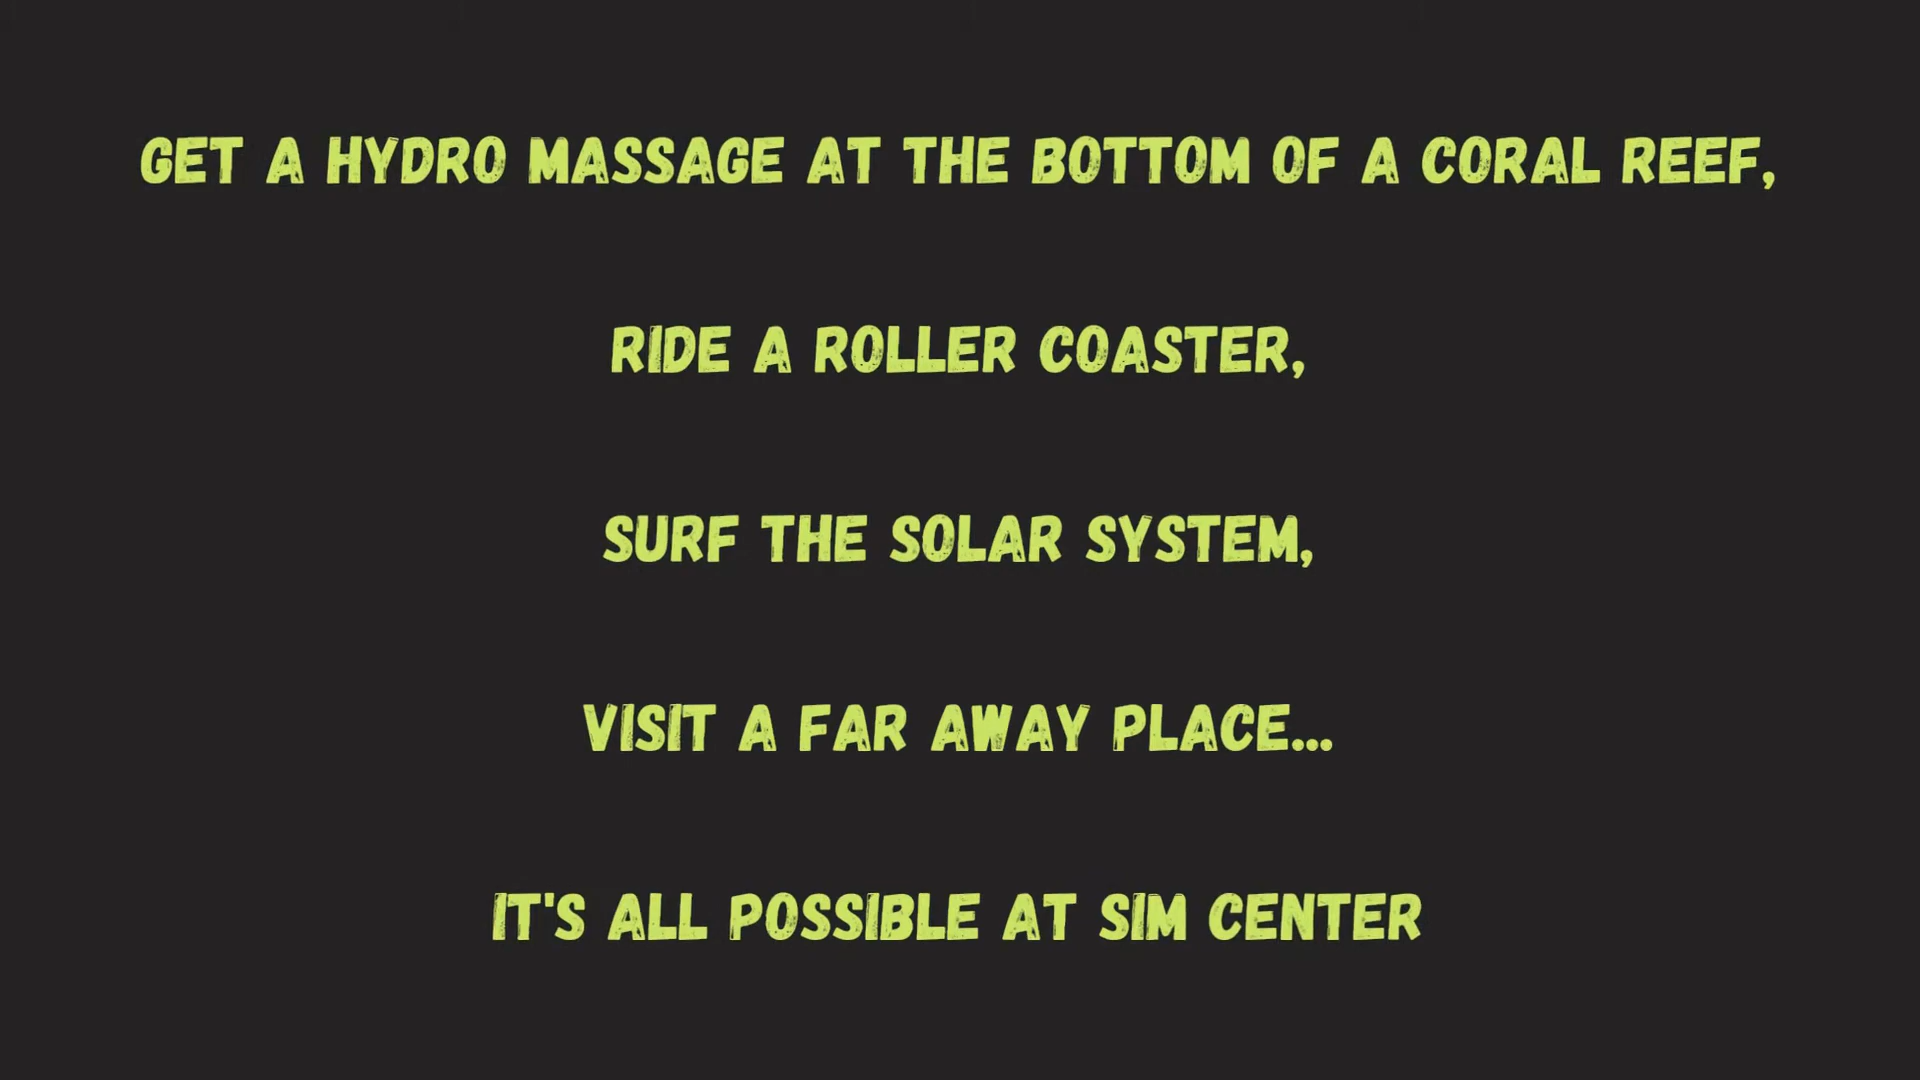 GET A HYDRO MASSAGE AT THE BOTTOM OF A CORAL REEF,
RIDE A ROLLER COASTER,
SURF THE SOLAR SYSTEM,
VISIT A FAR AWAY PLACE...
IT'S ALL POSSIBLE AT SIM CENTER